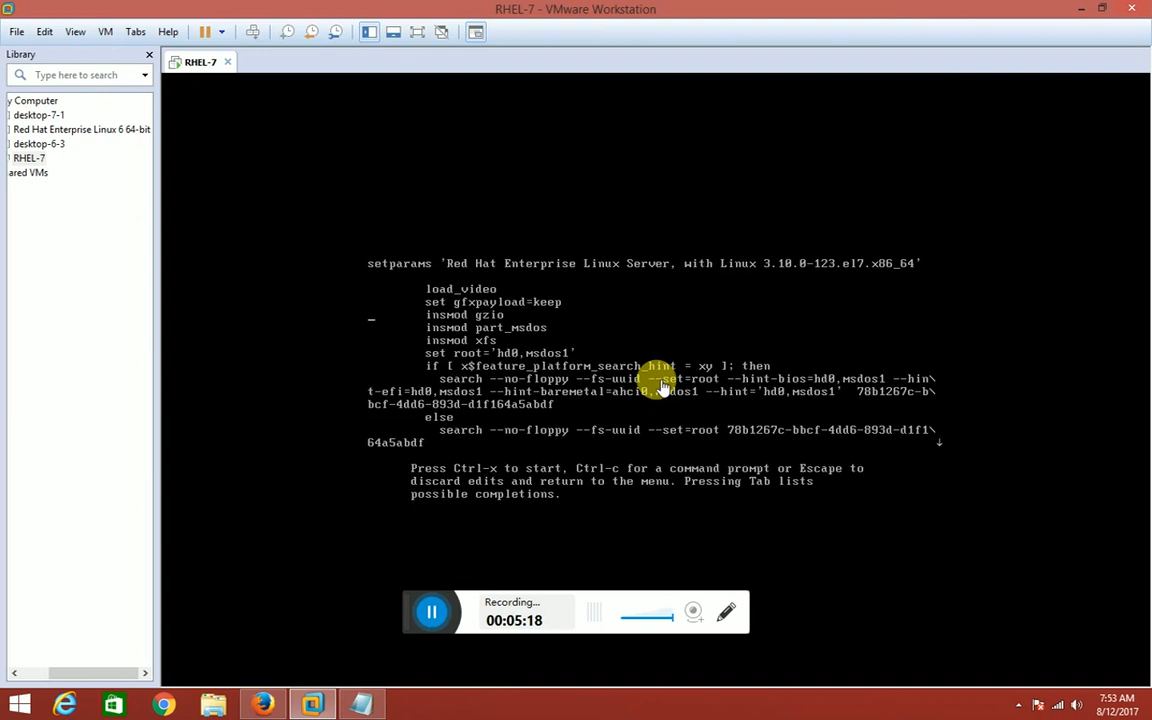 RHEL-7 - VMware Workstation
File Edit View VM Tabs Help
Library
Type here to search
y Computer
desktop-7-1
Red Hat Enterprise Linux 6 64-bit
desktop-6-3
RHEL-7
ared VMs
RHEL-7
setparams 'Red Hat Enterprise Linux Server, with Linux 3.10.0-123.el7.x86_64'
load_video
set gfxpayload=keep
insmod gzio
insmod part_msdos
insmod xfs
set root='hd0,msdos1'
if [ x$feature_platform_search_hint = xy ]; then
search --no-floppy --fs-uuid --set=root --hint-bios=hd0,msdos1 --hin\
t-efi=hd0,msdos1 --hint-baremetal=ahci0,msdos1 --hint='hd0,msdos1' 78b1267c-b\
bcf-4dd6-893d-d1f164a5abdf
else
search --no-floppy --fs-uuid --set=root 78b1267c-bbcf-4dd6-893d-d1f1\
64a5abdf
Press Ctrl-x to start, Ctrl-c for a command prompt or Escape to
discard edits and return to the menu. Pressing Tab lists
possible completions.
Recording...
00:05:18
7:53 AM
8/12/2017